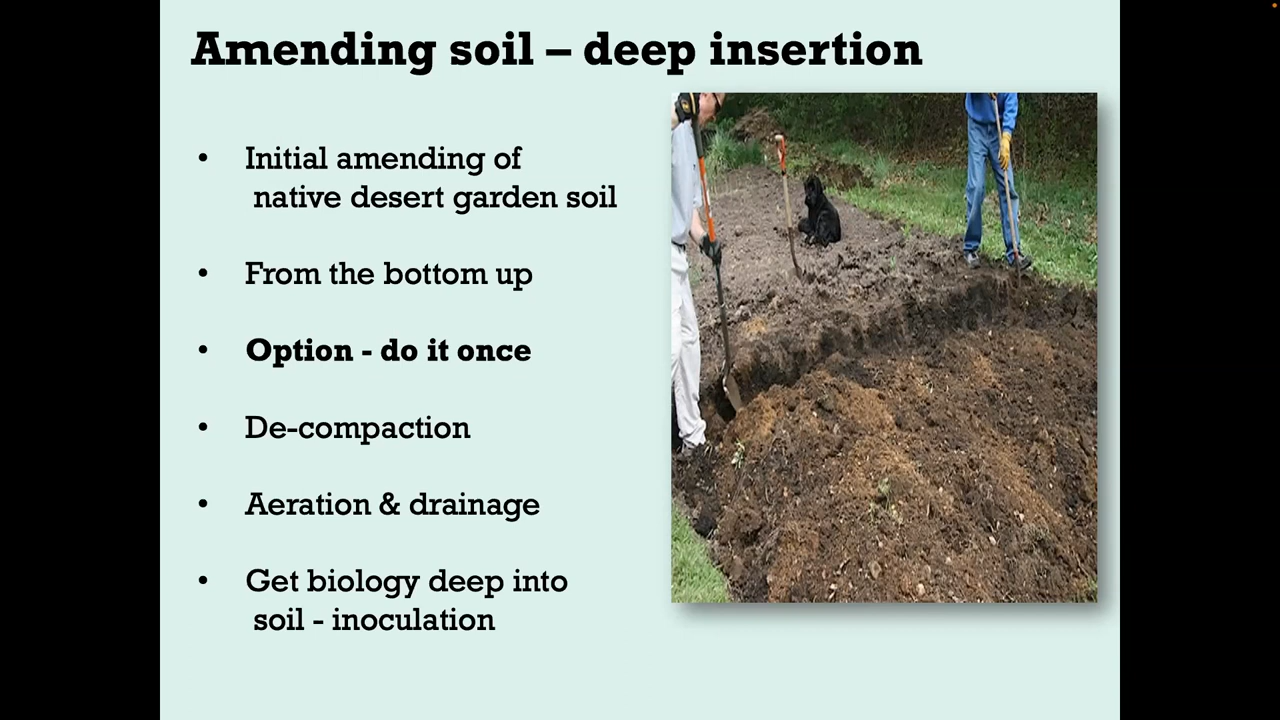 Amending soil – deep insertion
• Initial amending of
native desert garden soil
• From the bottom up
• Option - do it once
• De-compaction
• Aeration & drainage
• Get biology deep into
soil - inoculation